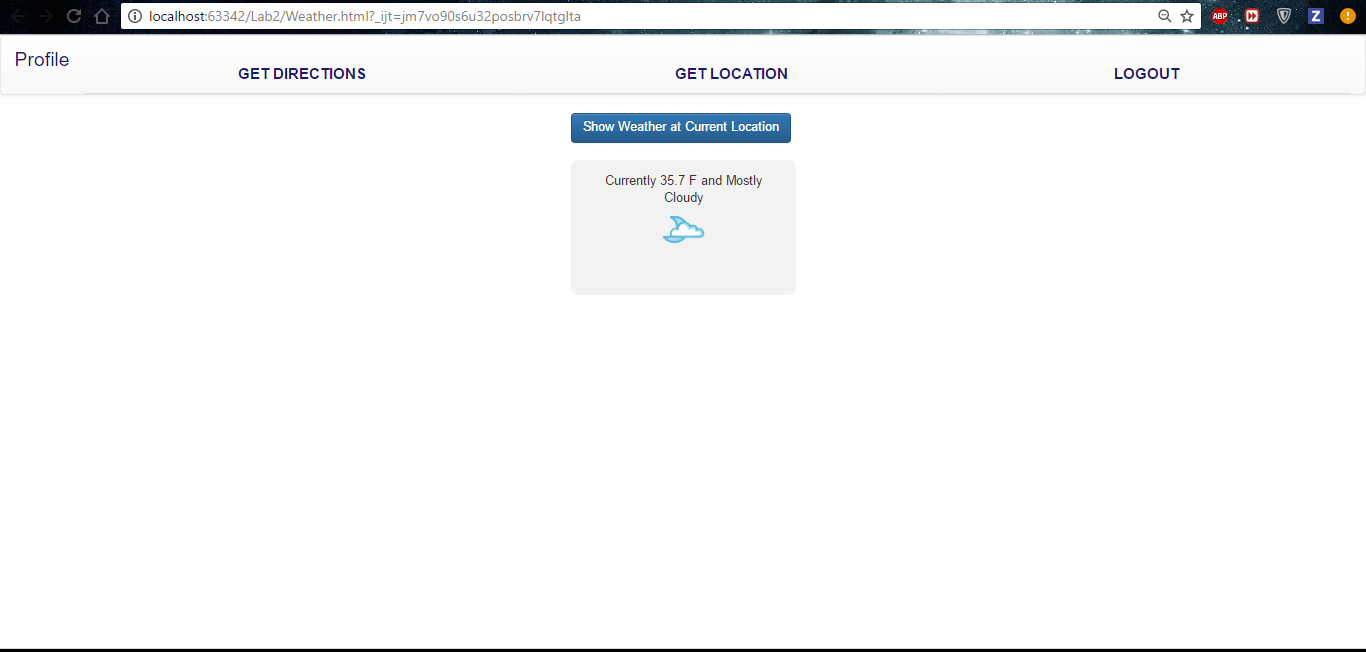 localhost:63342/Lab2/Weather.html?_ijt=jm7vo90s6u32posbrv7lqtglta
ABP
Z
Profile
GET DIRECTIONS
GET LOCATION
LOGOUT
Show Weather at Current Location
Currently 35.7 F and Mostly
Cloudy